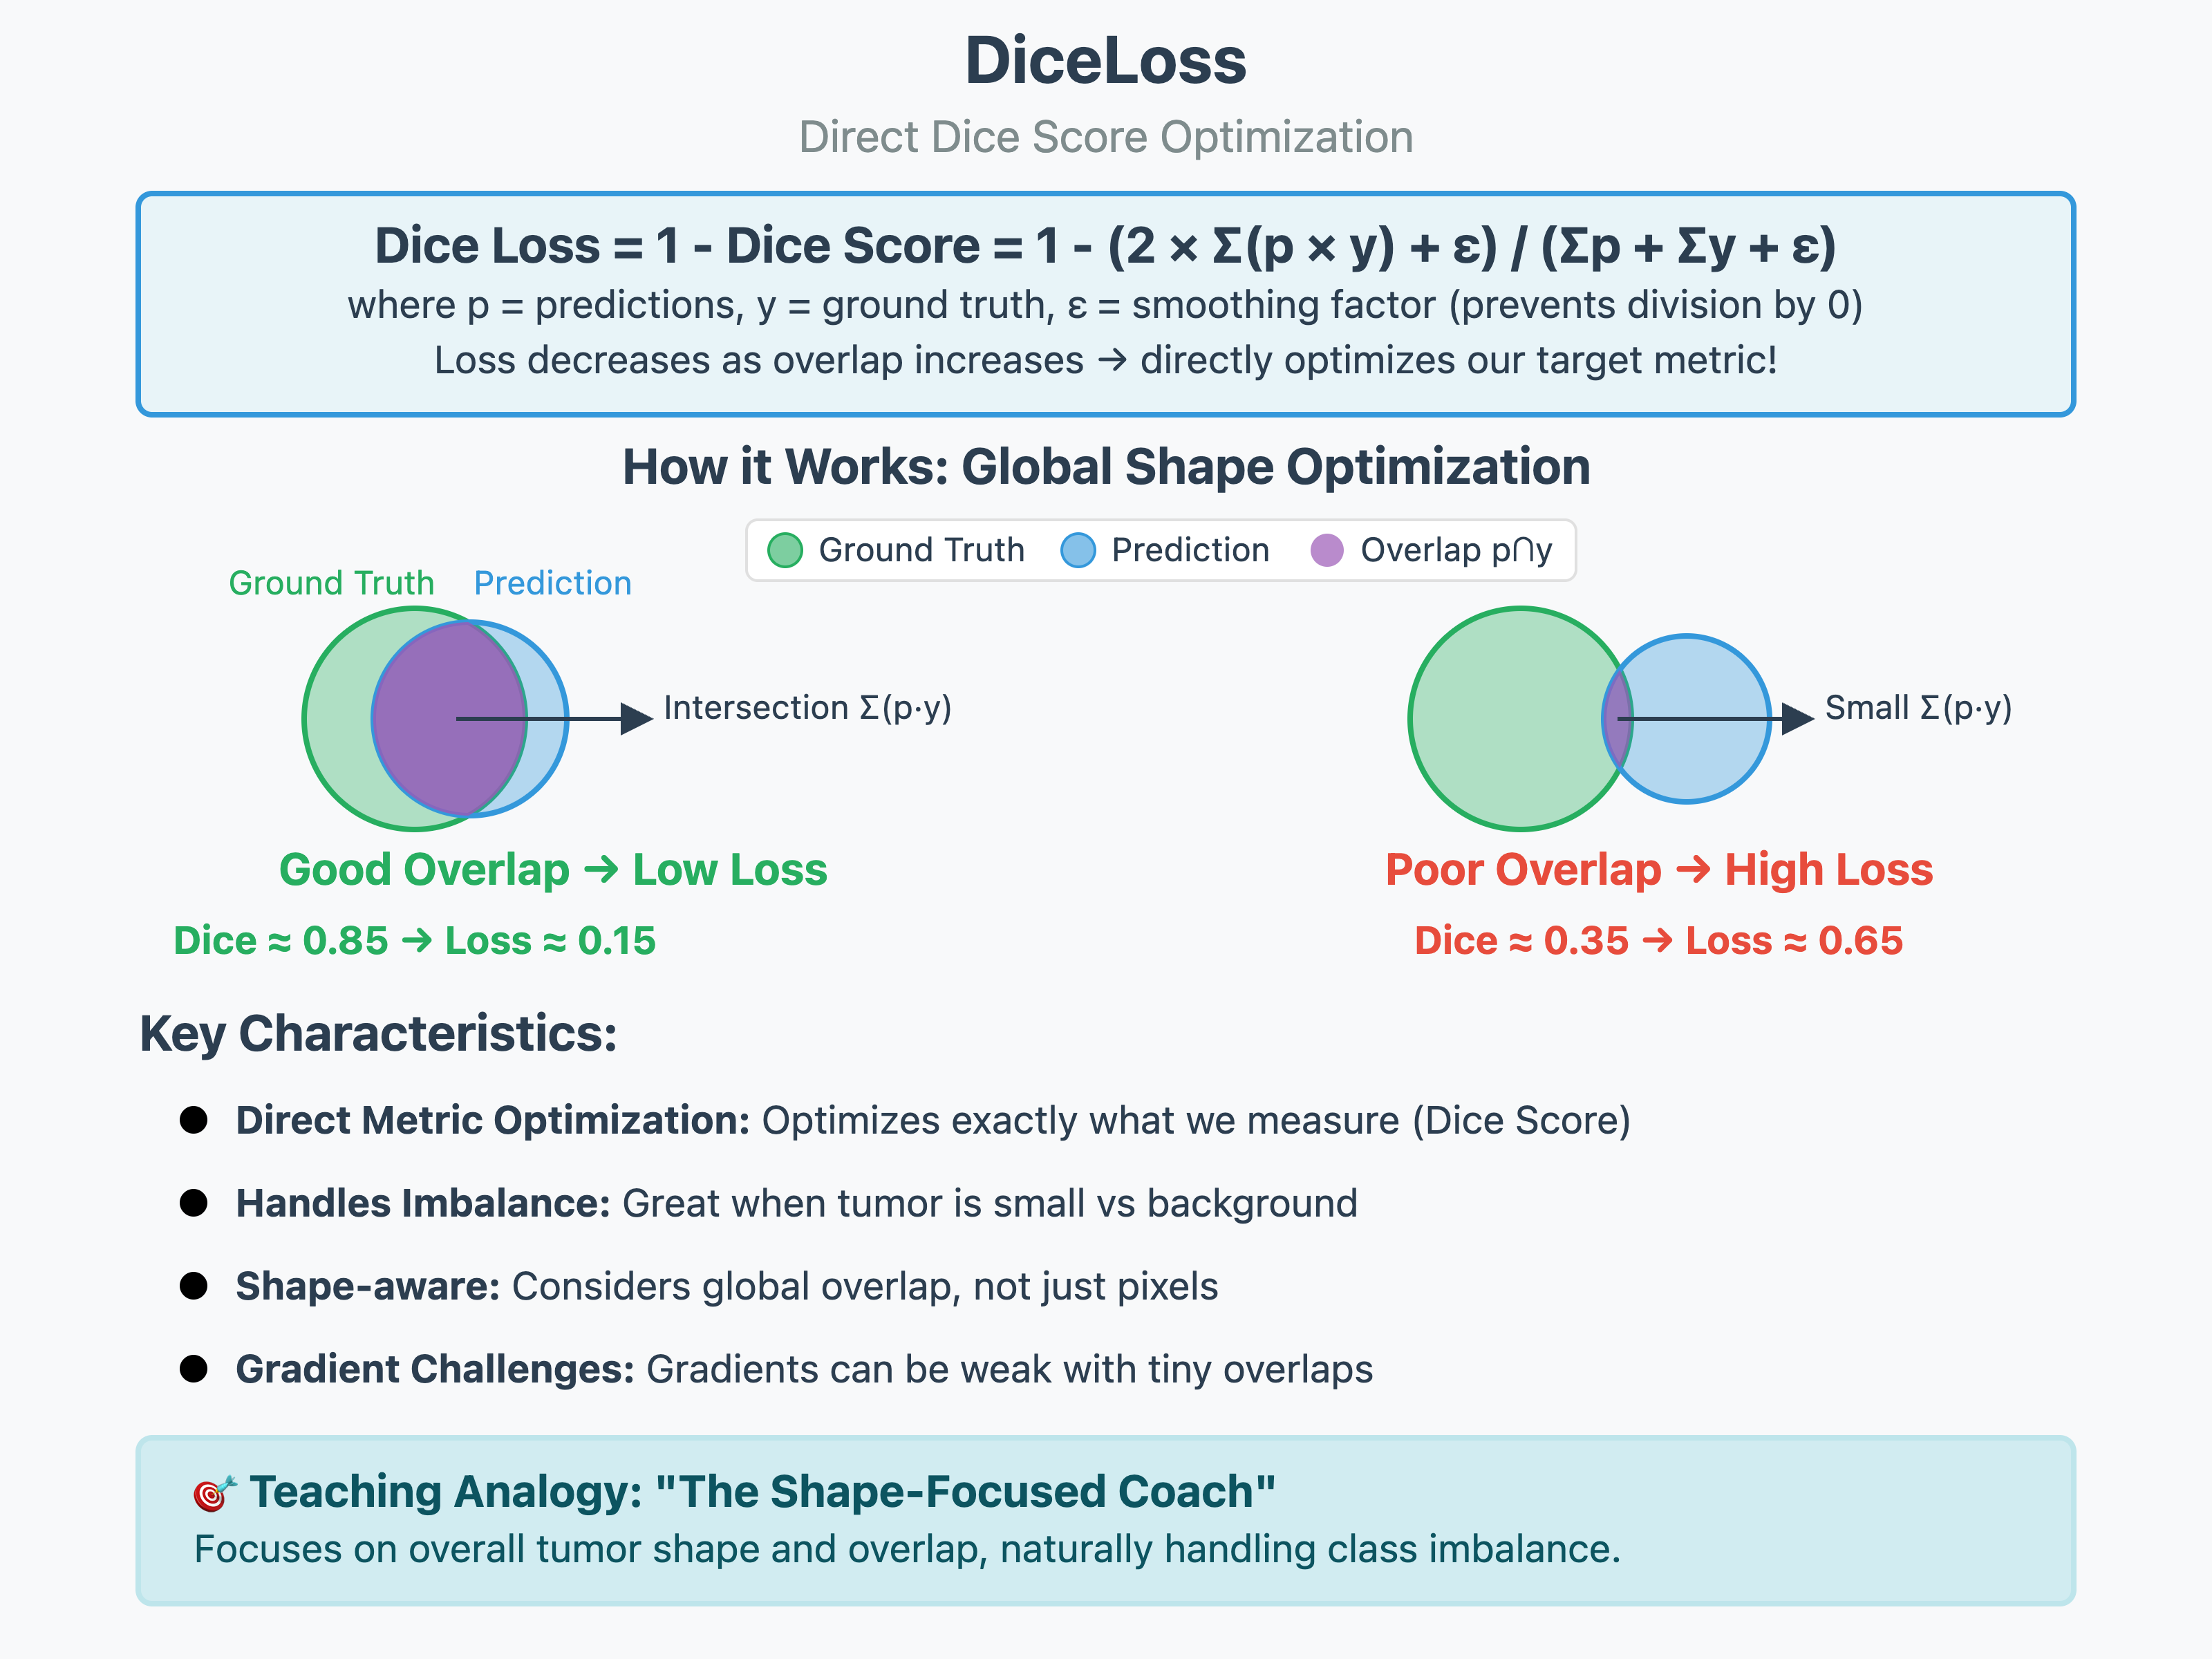 DiceLoss
Direct Dice Score Optimization
Dice Loss = 1 - Dice Score = 1 - (2 × Σ(p × y) + ε) / (Σp + Σy + ε)
where p = predictions, y = ground truth, ε = smoothing factor (prevents division by 0)
Loss decreases as overlap increases → directly optimizes our target metric!
How it Works: Global Shape Optimization
Ground Truth Prediction Overlap p∩y
Ground Truth Prediction
Intersection Σ(p·y)
Good Overlap → Low Loss
Dice ≈ 0.85 → Loss ≈ 0.15
Small Σ(p·y)
Poor Overlap → High Loss
Dice ≈ 0.35 → Loss ≈ 0.65
Key Characteristics:
● Direct Metric Optimization: Optimizes exactly what we measure (Dice Score)
● Handles Imbalance: Great when tumor is small vs background
● Shape-aware: Considers global overlap, not just pixels
● Gradient Challenges: Gradients can be weak with tiny overlaps
🎯 Teaching Analogy: "The Shape-Focused Coach"
Focuses on overall tumor shape and overlap, naturally handling class imbalance.